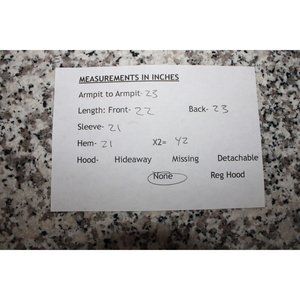 MEASUREMENTS IN INCHES
Armpit to Armpit- 23
Length: Front- 22 Back- 23
Sleeve- 21
Hem- 21 X2= 42
Hood- Hideaway Missing Detachable
None Reg Hood